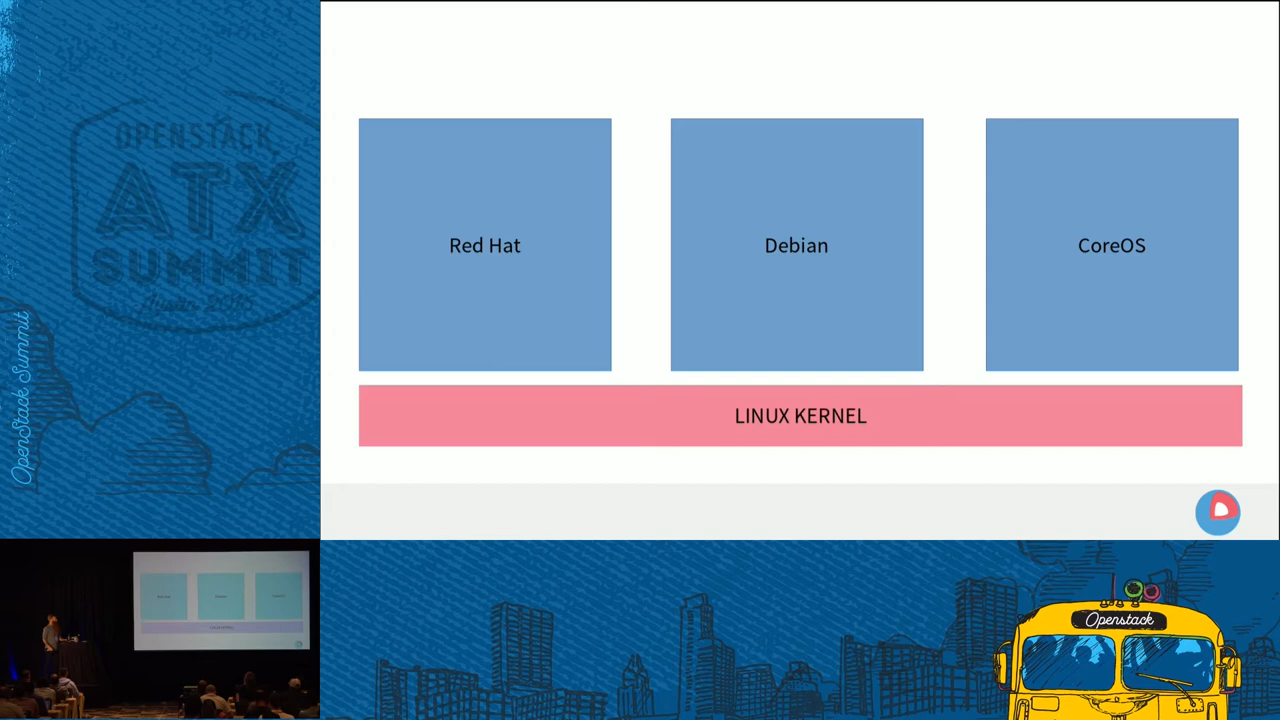 OPENSTACK
ATX
SUMMIT
Austin 2016
OpenStack Summit
Red Hat
Debian
CoreOS
LINUX KERNEL
Openstack